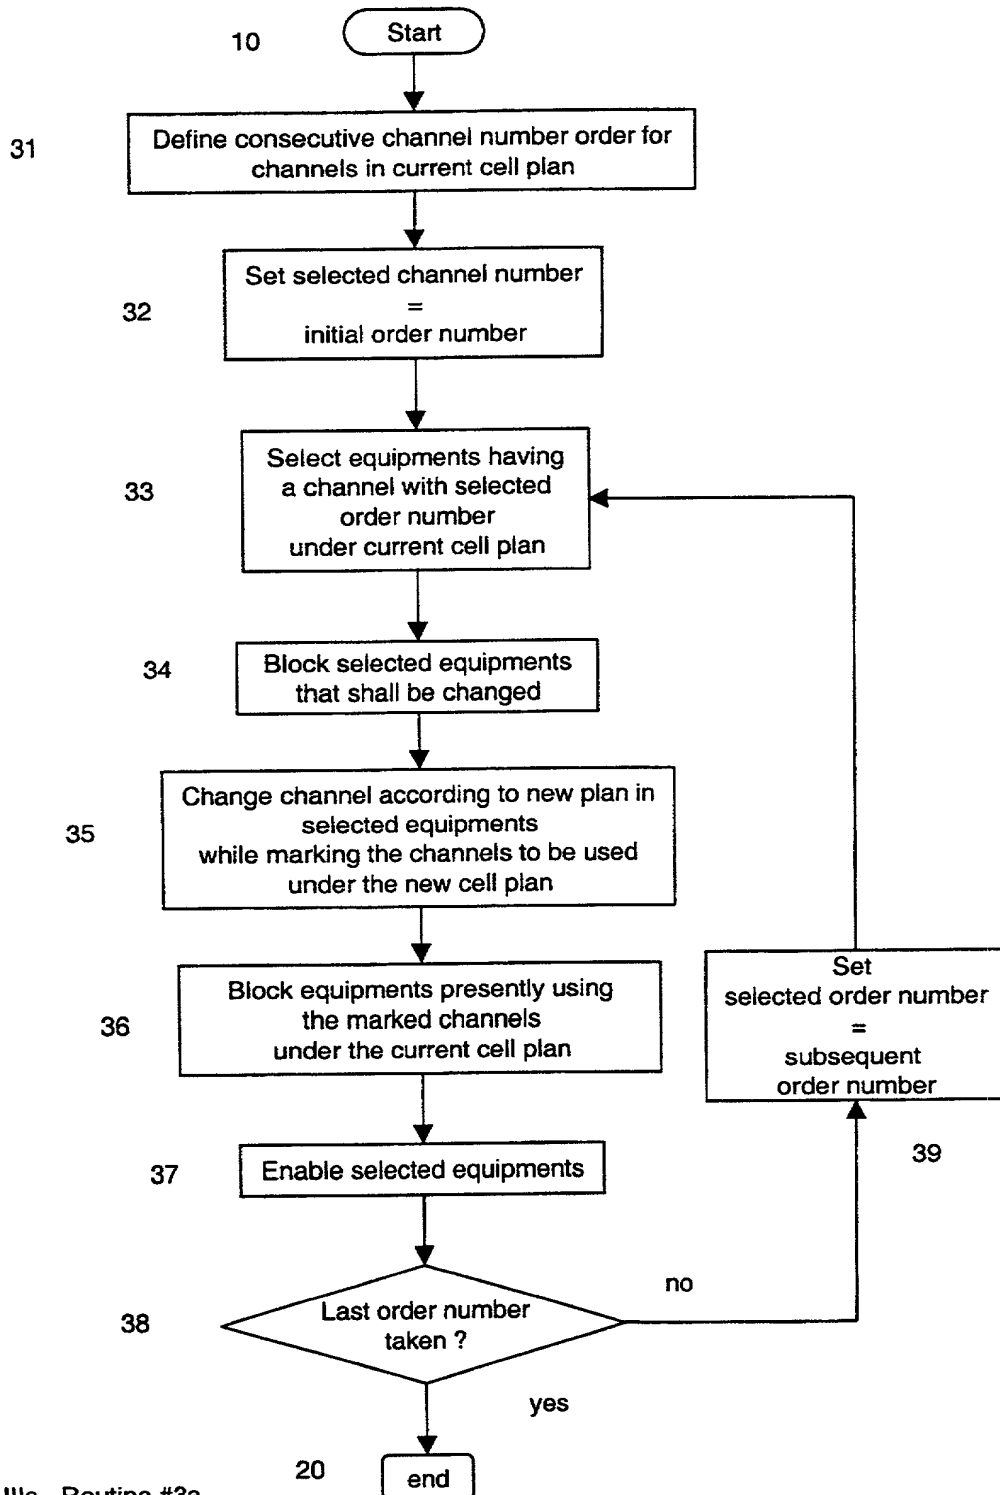 10
Start
31
Define consecutive channel number order for
channels in current cell plan
32
Set selected channel number
=
initial order number
33
Select equipments having
a channel with selected
order number
under current cell plan
34
Block selected equipments
that shall be changed
35
Change channel according to new plan in
selected equipments
while marking the channels to be used
under the new cell plan
36
Block equipments presently using
the marked channels
under the current cell plan
Set
selected order number
=
subsequent
order number
39
37
Enable selected equipments
38
Last order number
taken ?
no
yes
20
end
Routine #3a